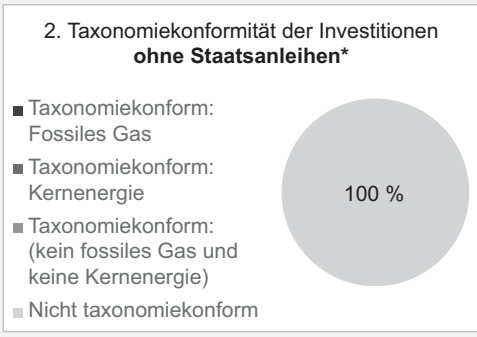 2. Taxonomiekonformität der Investitionen
ohne Staatsanleihen*
Taxonomiekonform:
Fossiles Gas
Taxonomiekonform:
Kernenergie
Taxonomiekonform:
(kein fossiles Gas und
keine Kernenergie)
Nicht taxonomiekonform
100 %